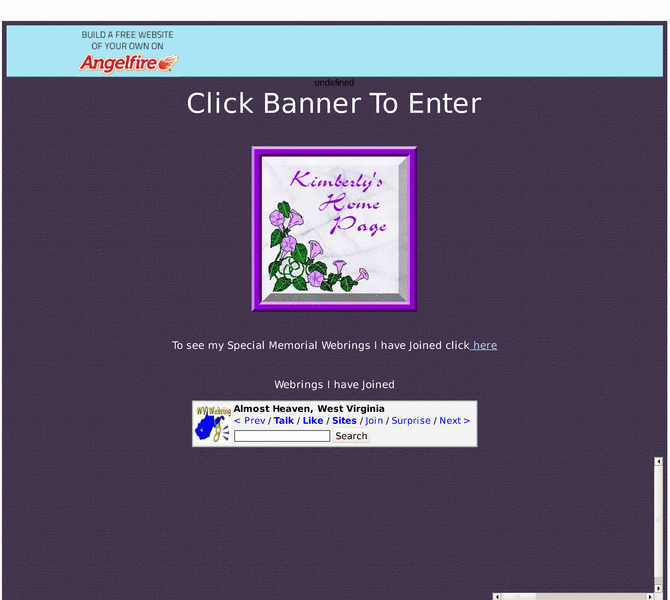 BUILD A FREE WEBSITE
OF YOUR OWN ON
Angelfire
undefined
Click Banner To Enter
Kimberly's
Home
Page
To see my Special Memorial Webrings I have Joined click here
Webrings I have Joined
WV Webring
Almost Heaven, West Virginia
< Prev / Talk / Like / Sites / Join / Surprise / Next >
Search